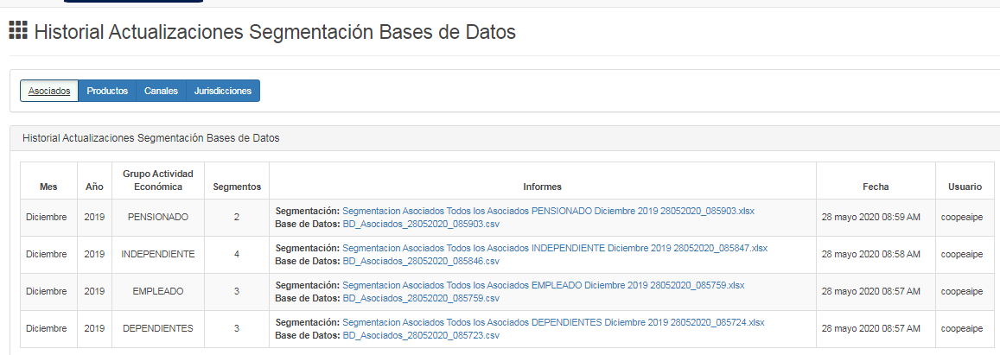 Historial Actualizaciones Segmentación Bases de Datos
Asociados Productos Canales Jurisdicciones
Historial Actualizaciones Segmentación Bases de Datos
Mes Año Grupo Actividad Económica Segmentos Informes Fecha Usuario
Diciembre 2019 PENSIONADO 2 Segmentación: Segmentacion Asociados Todos los Asociados PENSIONADO Diciembre 2019 28052020_085903.xlsx 28 mayo 2020 08:59 AM coopeaipe
Base de Datos: BD_Asociados_28052020_085903.csv
Diciembre 2019 INDEPENDIENTE 4 Segmentación: Segmentacion Asociados Todos los Asociados INDEPENDIENTE Diciembre 2019 28052020_085847.xlsx 28 mayo 2020 08:58 AM coopeaipe
Base de Datos: BD_Asociados_28052020_085846.csv
Diciembre 2019 EMPLEADO 3 Segmentación: Segmentacion Asociados Todos los Asociados EMPLEADO Diciembre 2019 28052020_085759.xlsx 28 mayo 2020 08:57 AM coopeaipe
Base de Datos: BD_Asociados_28052020_085759.csv
Diciembre 2019 DEPENDIENTES 3 Segmentación: Segmentacion Asociados Todos los Asociados DEPENDIENTES Diciembre 2019 28052020_085724.xlsx 28 mayo 2020 08:57 AM coopeaipe
Base de Datos: BD_Asociados_28052020_085723.csv